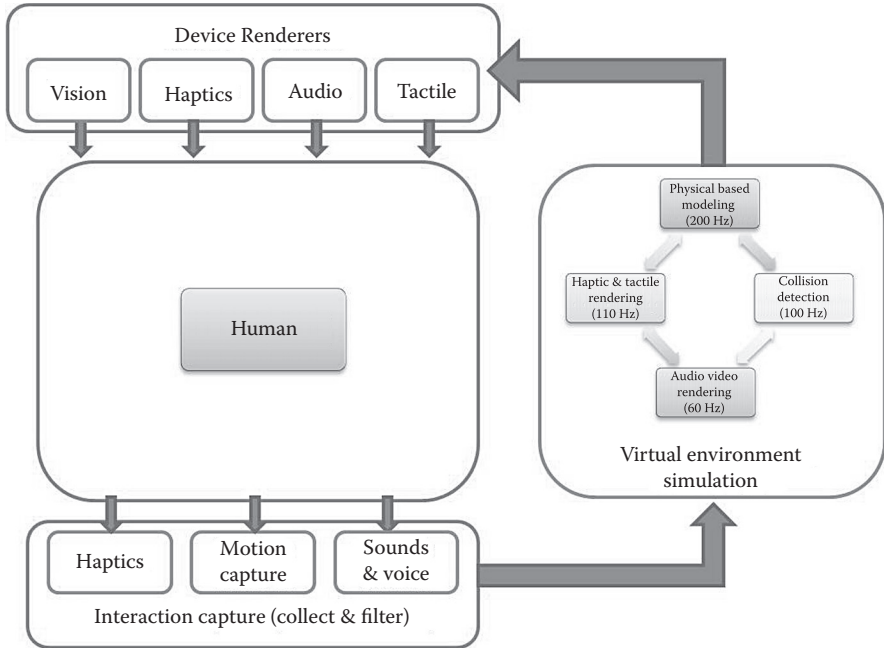 Device Renderers
Vision
Haptics
Audio
Tactile
Human
Haptics
Motion
capture
Sounds
& voice
Interaction capture (collect & filter)
Physical based
modeling
(200 Hz)
Haptic & tactile
rendering
(110 Hz)
Collision
detection
(100 Hz)
Audio video
rendering
(60 Hz)
Virtual environment
simulation